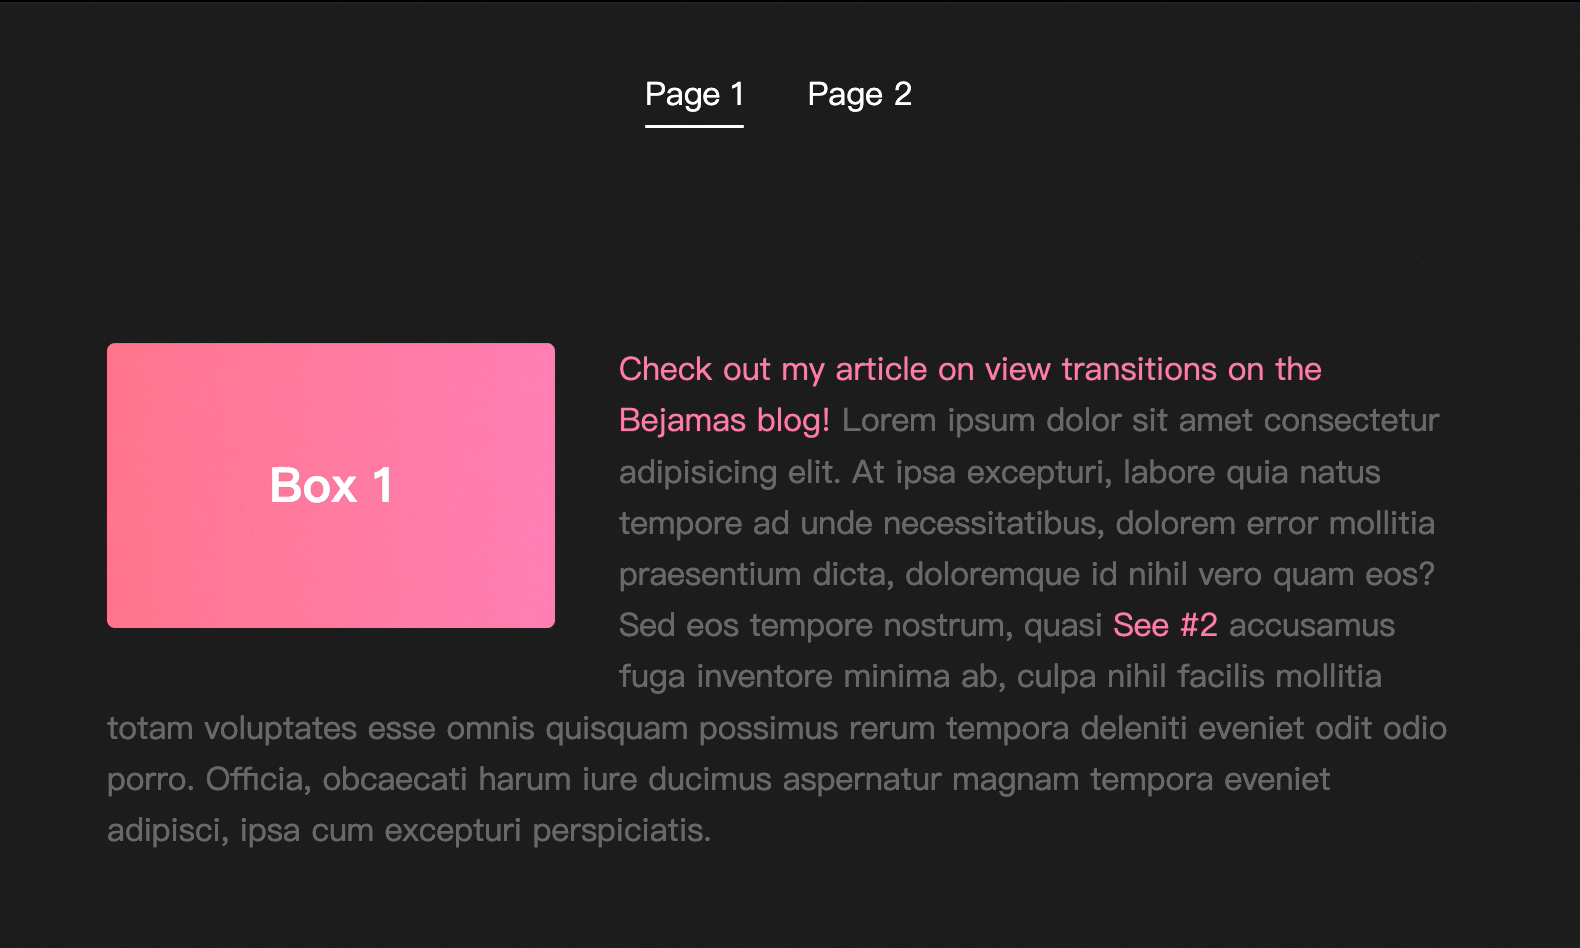 Page 1
Page 2
Box 1
Check out my article on view transitions on the
Bejamas blog! Lorem ipsum dolor sit amet consectetur
adipisicing elit. At ipsa excepturi, labore quia natus
tempore ad unde necessitatibus, dolorem error mollitia
praesentium dicta, doloremque id nihil vero quam eos?
Sed eos tempore nostrum, quasi See #2 accusamus
fuga inventore minima ab, culpa nihil facilis mollitia
totam voluptates esse omnis quisquam possimus rerum tempora deleniti eveniet odit odio
porro. Officia, obcaecati harum iure ducimus aspernatur magnam tempora eveniet
adipisci, ipsa cum excepturi perspiciatis.